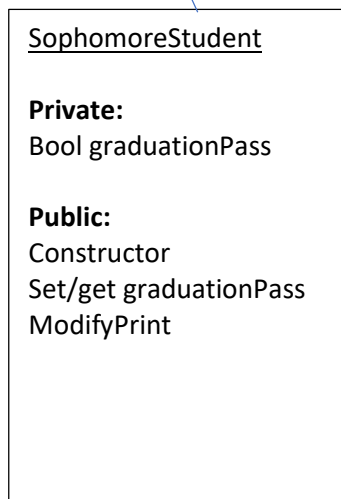 SophomoreStudent
Private:
Bool graduationPass
Public:
Constructor
Set/get graduationPass
ModifyPrint